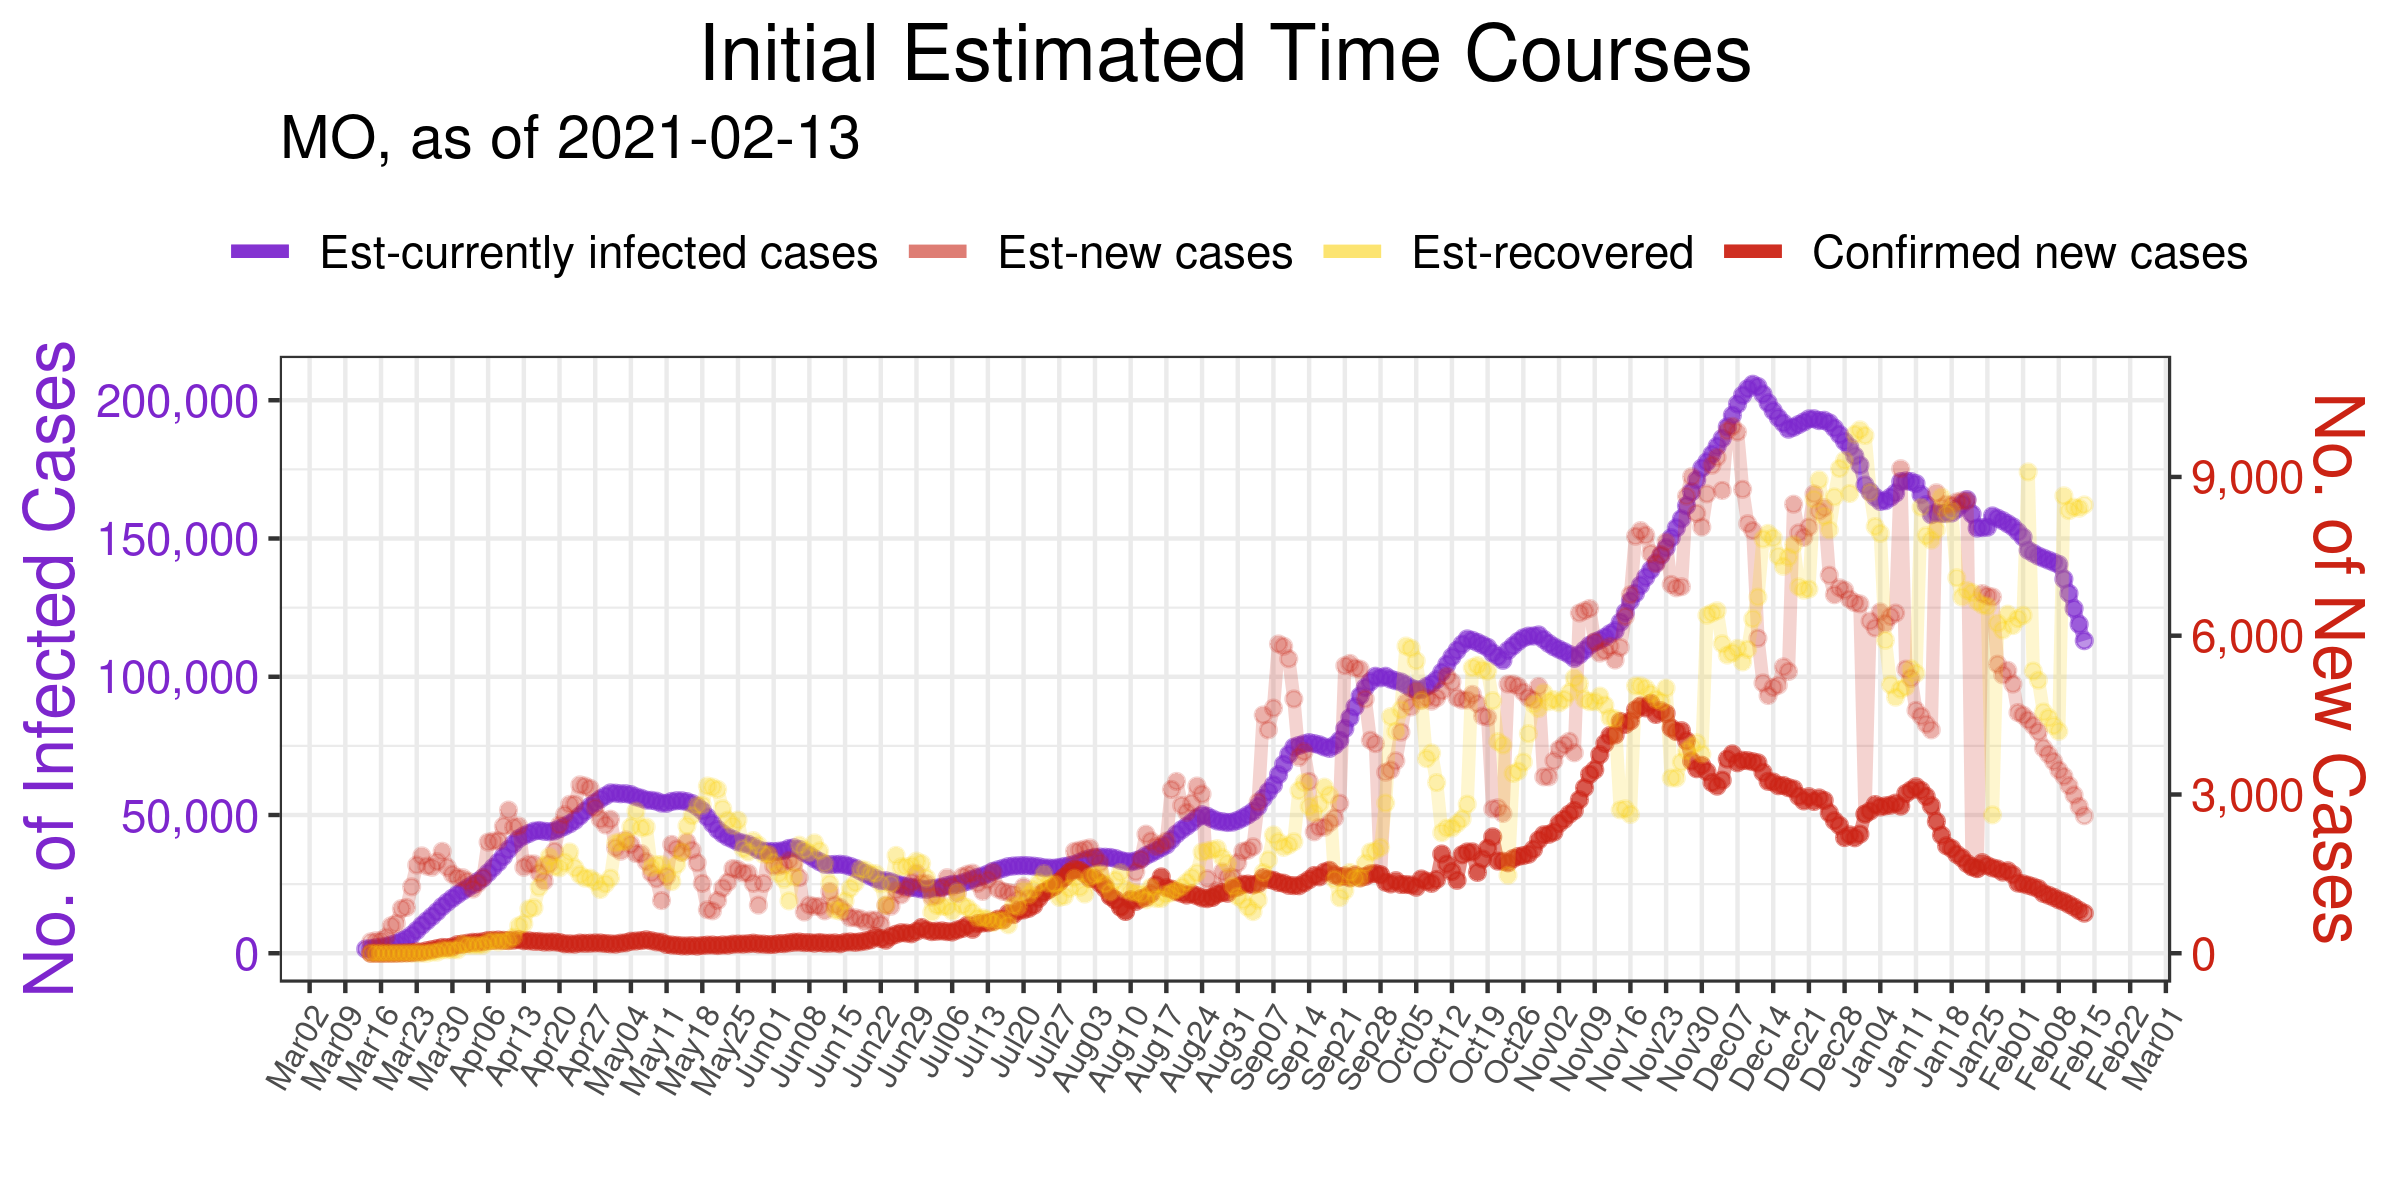 Initial Estimated Time Courses
MO, as of 2021-02-13
Est-currently infected cases Est-new cases Est-recovered Confirmed new cases
No. of Infected Cases
200,000
150,000
100,000
50,000
0
No. of New Cases
9,000
6,000
3,000
0
Mar02 Mar09 Mar16 Mar23 Mar30 Apr06 Apr13 Apr20 Apr27 May04 May11 May18 May25 Jun01 Jun08 Jun15 Jun22 Jun29 Jul06 Jul13 Jul20 Jul27 Aug03 Aug10 Aug17 Aug24 Aug31 Sep07 Sep14 Sep21 Sep28 Oct05 Oct12 Oct19 Oct26 Nov02 Nov09 Nov16 Nov23 Nov30 Dec07 Dec14 Dec21 Dec28 Jan04 Jan11 Jan18 Jan25 Feb01 Feb08 Feb15 Feb22 Mar01